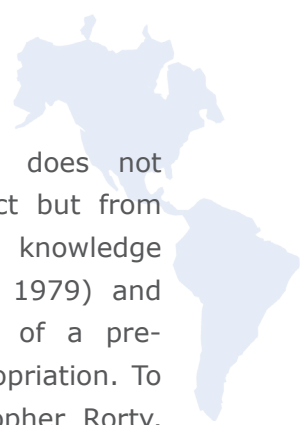 does not
ct but from
knowledge
1979) and
of a pre-
opriation. To
opher Rorty,